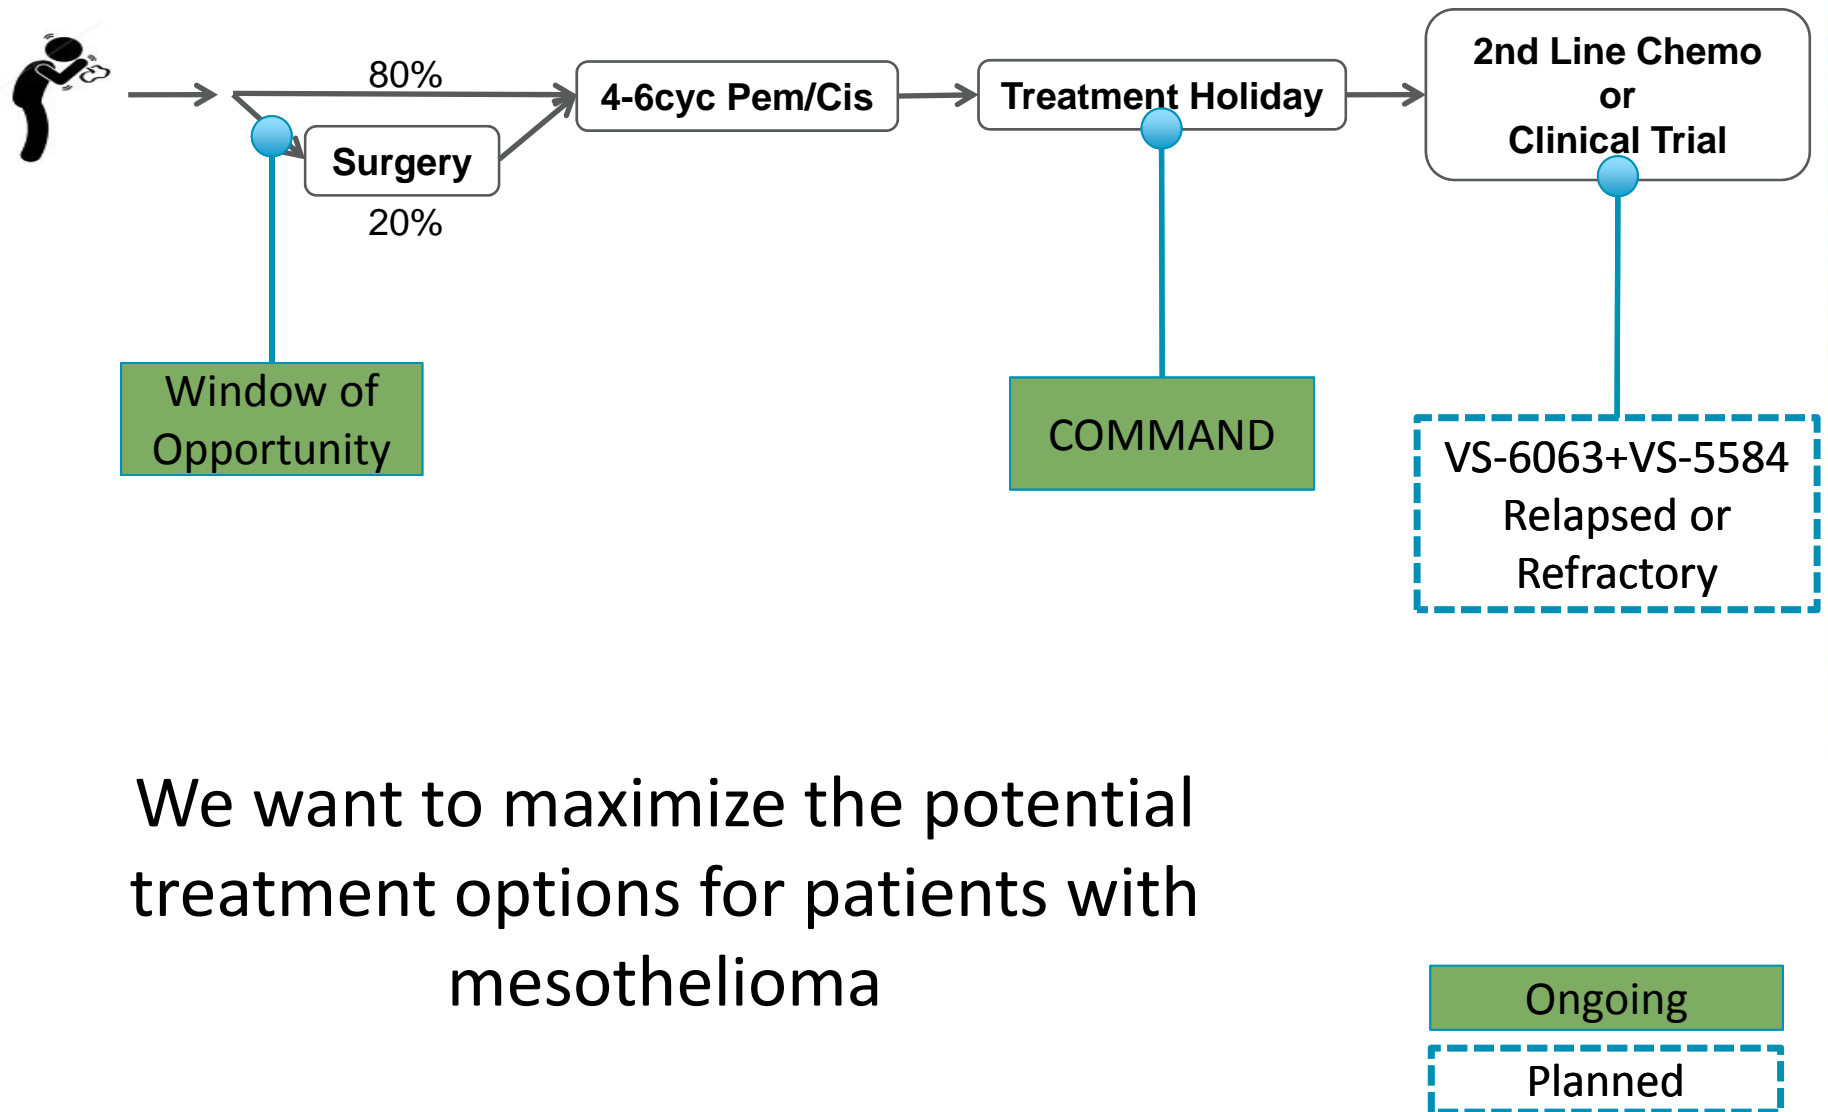 80%
4-6cyc Pem/Cis
Treatment Holiday
2nd Line Chemo
or
Clinical Trial
Surgery
20%
Window of
Opportunity
COMMAND
VS-6063+VS-5584
Relapsed or
Refractory
We want to maximize the potential
treatment options for patients with
mesothelioma
Ongoing
Planned